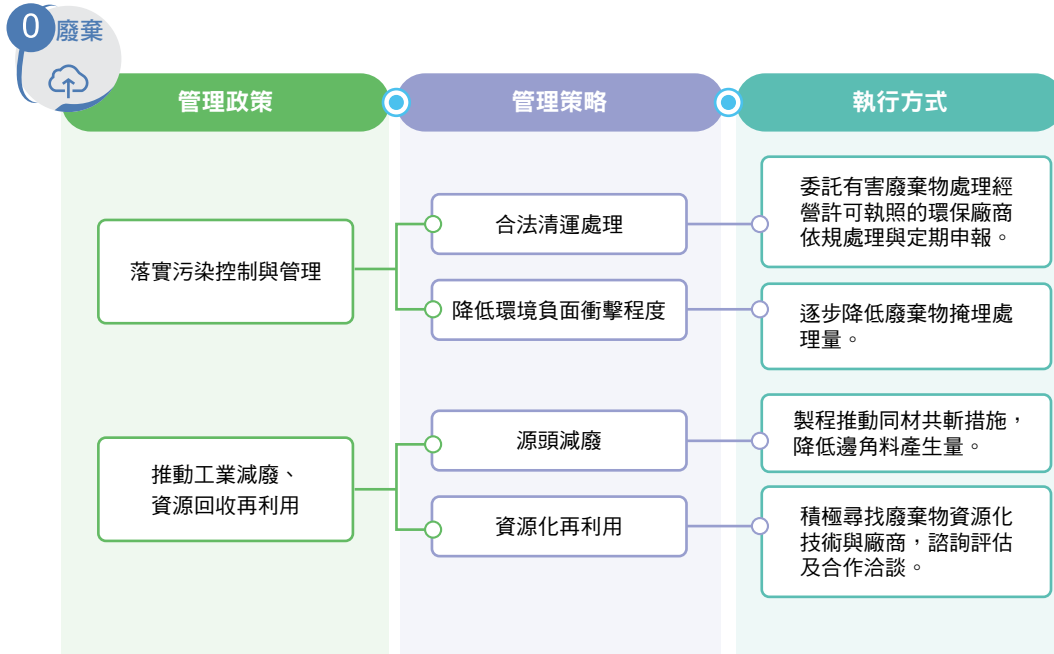 0 廢棄
管理政策
管理策略
執行方式
落實污染控制與管理
合法清運處理
委託有害廢棄物處理經
營許可執照的環保廠商
依規處理與定期申報。
降低環境負面衝擊程度
逐步降低廢棄物掩埋處
理量。
推動工業減廢、
資源回收再利用
源頭減廢
製程推動同材共斬措施，
降低邊角料產生量。
資源化再利用
積極尋找廢棄物資源化
技術與廠商，諮詢評估
及合作洽談。